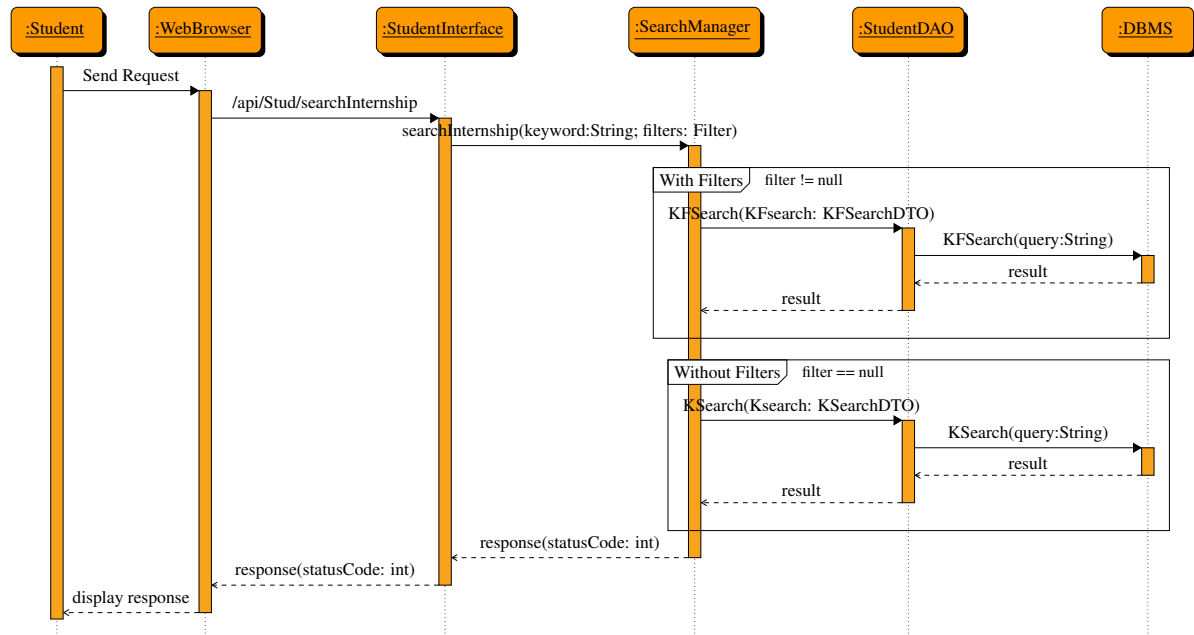 :Student
:WebBrowser
:StudentInterface
:SearchManager
:StudentDAO
:DBMS
Send Request
/api/Stud/searchInternship
searchInternship(keyword:String; filters: Filter)
With Filters
filter != null
KFSearch(KFsearch: KFSearchDTO)
KFSearch(query:String)
result
result
Without Filters
filter == null
KSearch(Ksearch: KSearchDTO)
KSearch(query:String)
result
result
response(statusCode: int)
response(statusCode: int)
display response